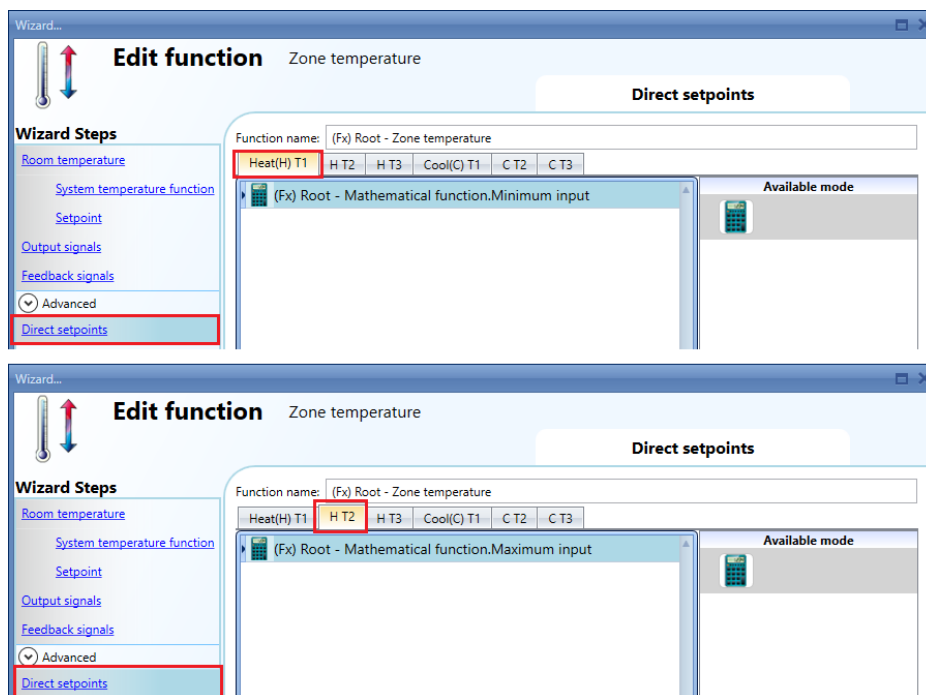 Wizard...
Edit function Zone temperature
Direct setpoints
Wizard Steps
Room temperature
System temperature function
Setpoint
Output signals
Feedback signals
Advanced
Direct setpoints
Function name: (Fx) Root - Zone temperature
Heat(H) T1 H T2 H T3 Cool(C) T1 C T2 C T3
(Fx) Root - Mathematical function.Minimum input
Available mode
Wizard...
Edit function Zone temperature
Direct setpoints
Wizard Steps
Room temperature
System temperature function
Setpoint
Output signals
Feedback signals
Advanced
Direct setpoints
Function name: (Fx) Root - Zone temperature
Heat(H) T1 H T2 H T3 Cool(C) T1 C T2 C T3
(Fx) Root - Mathematical function.Maximum input
Available mode